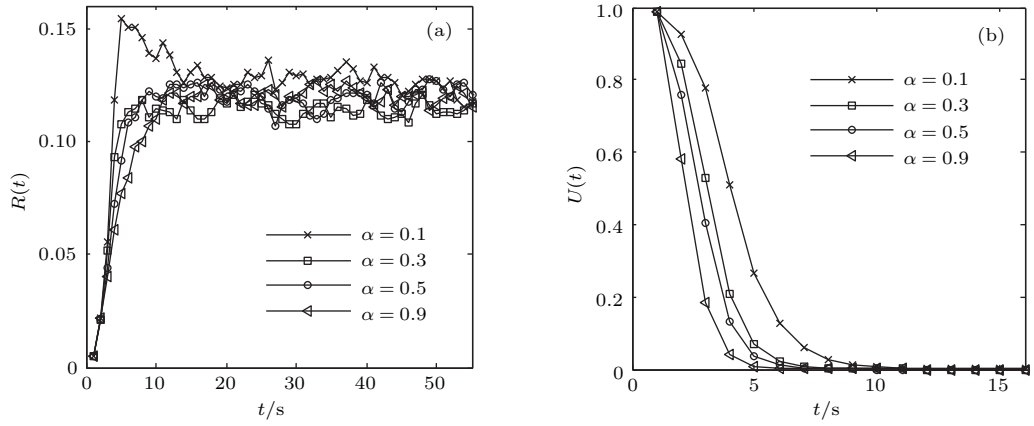 (a)
R(t)
0.15
0.10
0.05
0
α = 0.1
α = 0.3
α = 0.5
α = 0.9
0 10 20 30 40 50
t/s
(b)
U(t)
1.0
0.8
0.6
0.4
0.2
0
α = 0.1
α = 0.3
α = 0.5
α = 0.9
0 5 10 15
t/s